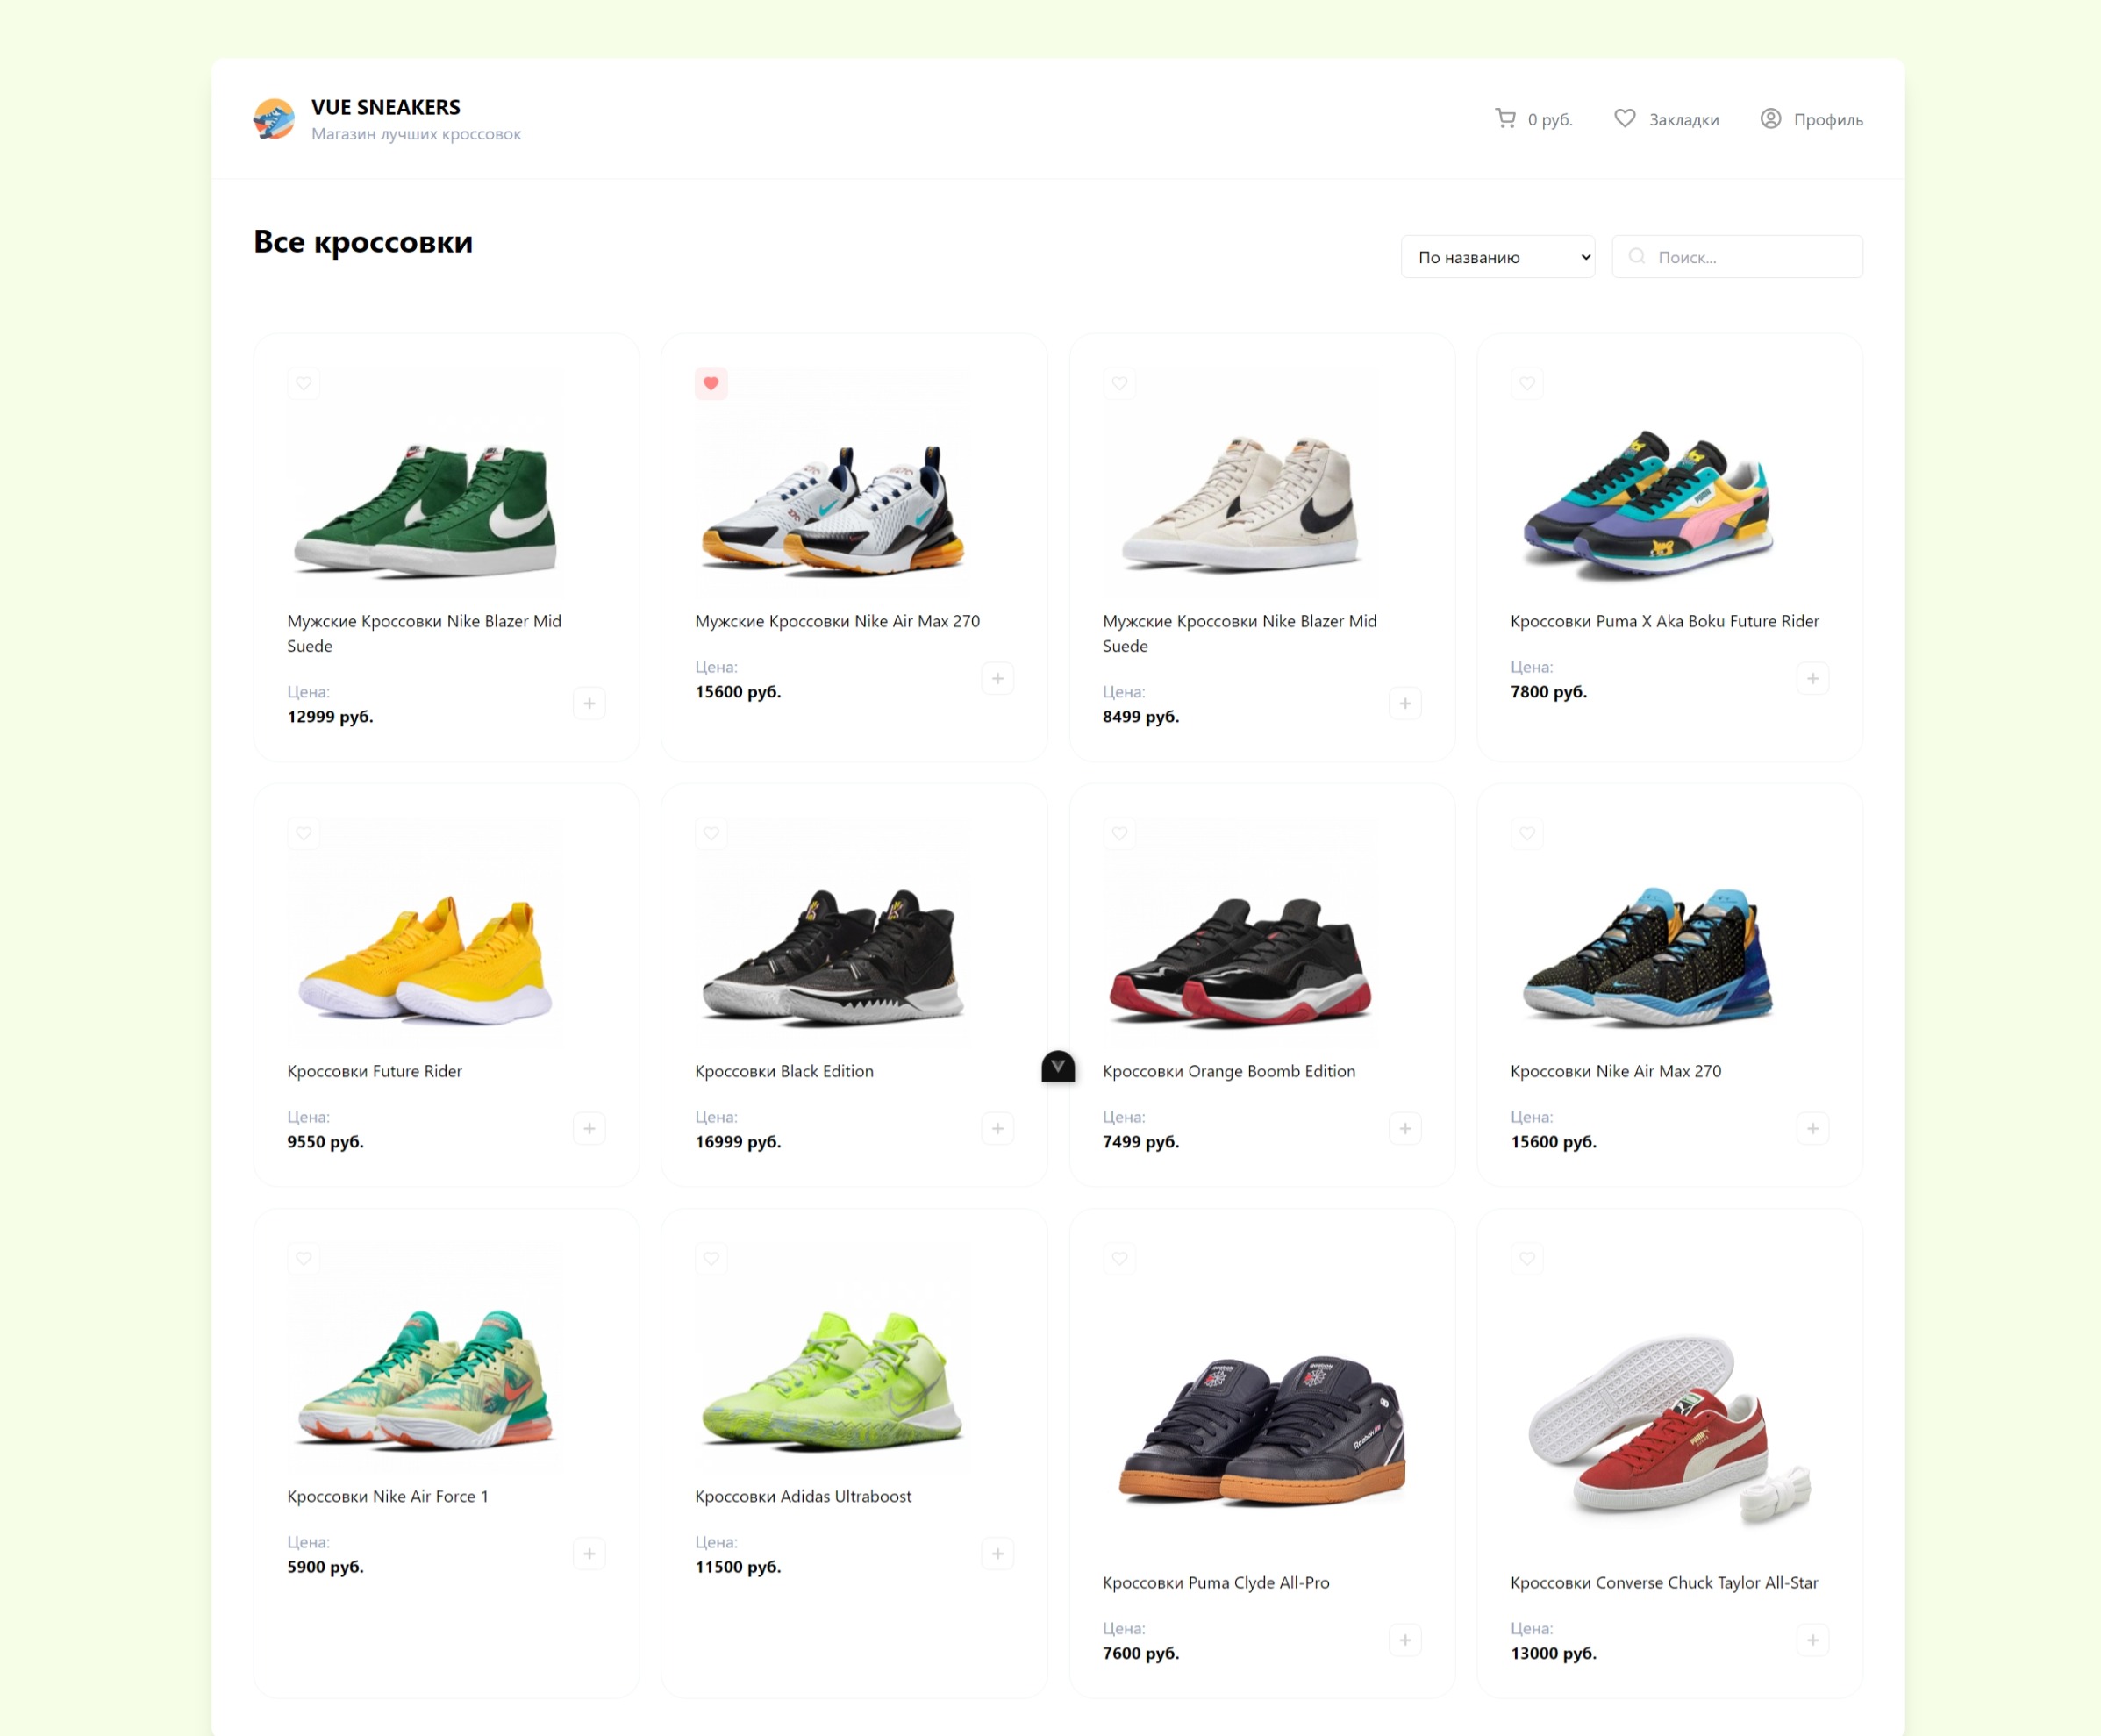 VUE SNEAKERS
Магазин лучших кроссовок
0 руб.
Закладки
Профиль
Все кроссовки
По названию
Поиск...
Мужские Кроссовки Nike Blazer Mid
Suede
Цена:
12999 руб.
Мужские Кроссовки Nike Air Max 270
Цена:
15600 руб.
Мужские Кроссовки Nike Blazer Mid
Suede
Цена:
8499 руб.
Кроссовки Puma X Aka Boku Future Rider
Цена:
7800 руб.
Кроссовки Future Rider
Цена:
9550 руб.
Кроссовки Black Edition
Цена:
16999 руб.
Кроссовки Orange Boomb Edition
Цена:
7499 руб.
Кроссовки Nike Air Max 270
Цена:
15600 руб.
Кроссовки Nike Air Force 1
Цена:
5900 руб.
Кроссовки Adidas Ultraboost
Цена:
11500 руб.
Reebok
Reebok
Reebok
Кроссовки Puma Clyde All-Pro
Цена:
7600 руб.
Кроссовки Converse Chuck Taylor All-Star
Цена:
13000 руб.